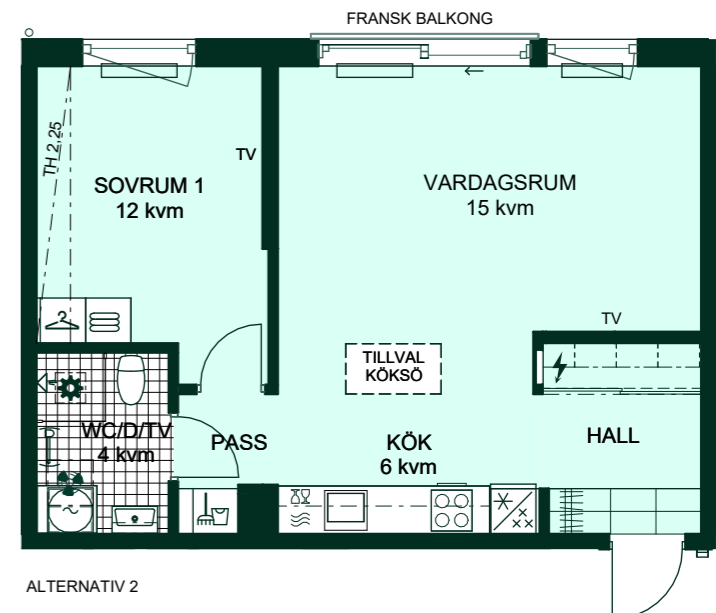 FRANSK BALKONG
TH 2,25
TV
SOVRUM 1
12 kvm
VARDAGSRUM
15 kvm
TV
TILLVAL
KÖKSÖ
WC/D/TV
4 kvm
PASS
KÖK
6 kvm
HALL
ALTERNATIV 2